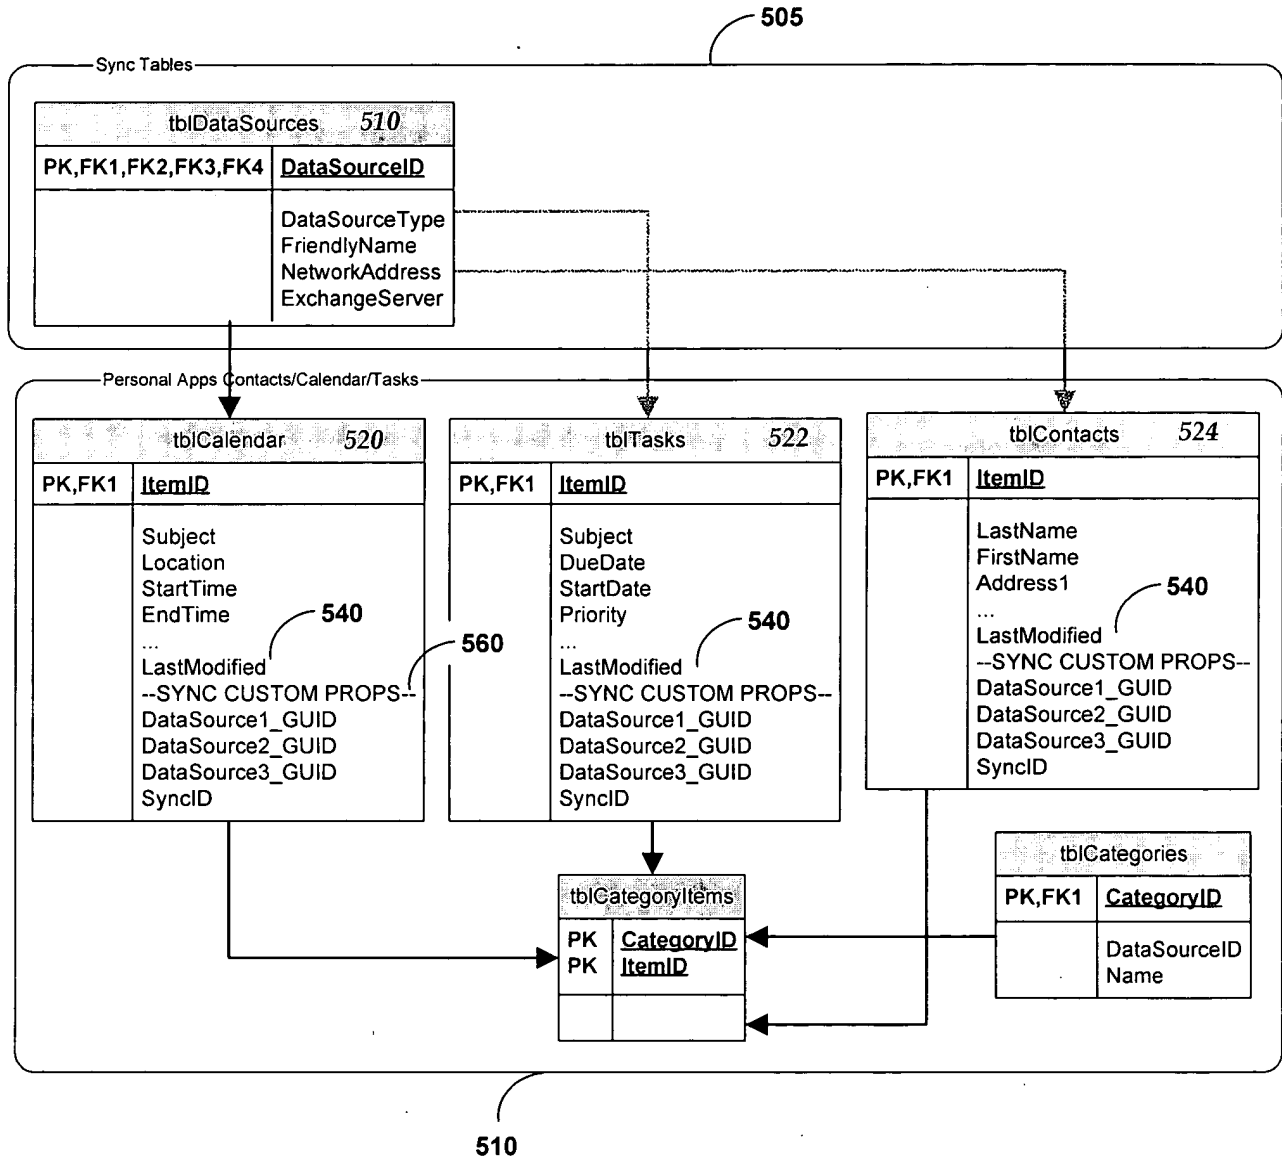 505
Sync Tables
tblDataSources 510
PK,FK1,FK2,FK3,FK4 DataSourceID
DataSourceType
FriendlyName
NetworkAddress
ExchangeServer
Personal Apps Contacts/Calendar/Tasks
tblCalendar 520
PK,FK1 ItemID
Subject
Location
StartTime
EndTime
...
LastModified
--SYNC CUSTOM PROPS--
DataSource1_GUID
DataSource2_GUID
DataSource3_GUID
SyncID
540
560
tblTasks 522
PK,FK1 ItemID
Subject
DueDate
StartDate
Priority
...
LastModified
--SYNC CUSTOM PROPS--
DataSource1_GUID
DataSource2_GUID
DataSource3_GUID
SyncID
540
tblContacts 524
PK,FK1 ItemID
LastName
FirstName
Address1
...
LastModified
--SYNC CUSTOM PROPS--
DataSource1_GUID
DataSource2_GUID
DataSource3_GUID
SyncID
540
tblCategoryItems
PK CategoryID
PK ItemID
tblCategories
PK,FK1 CategoryID
DataSourceID
Name
510